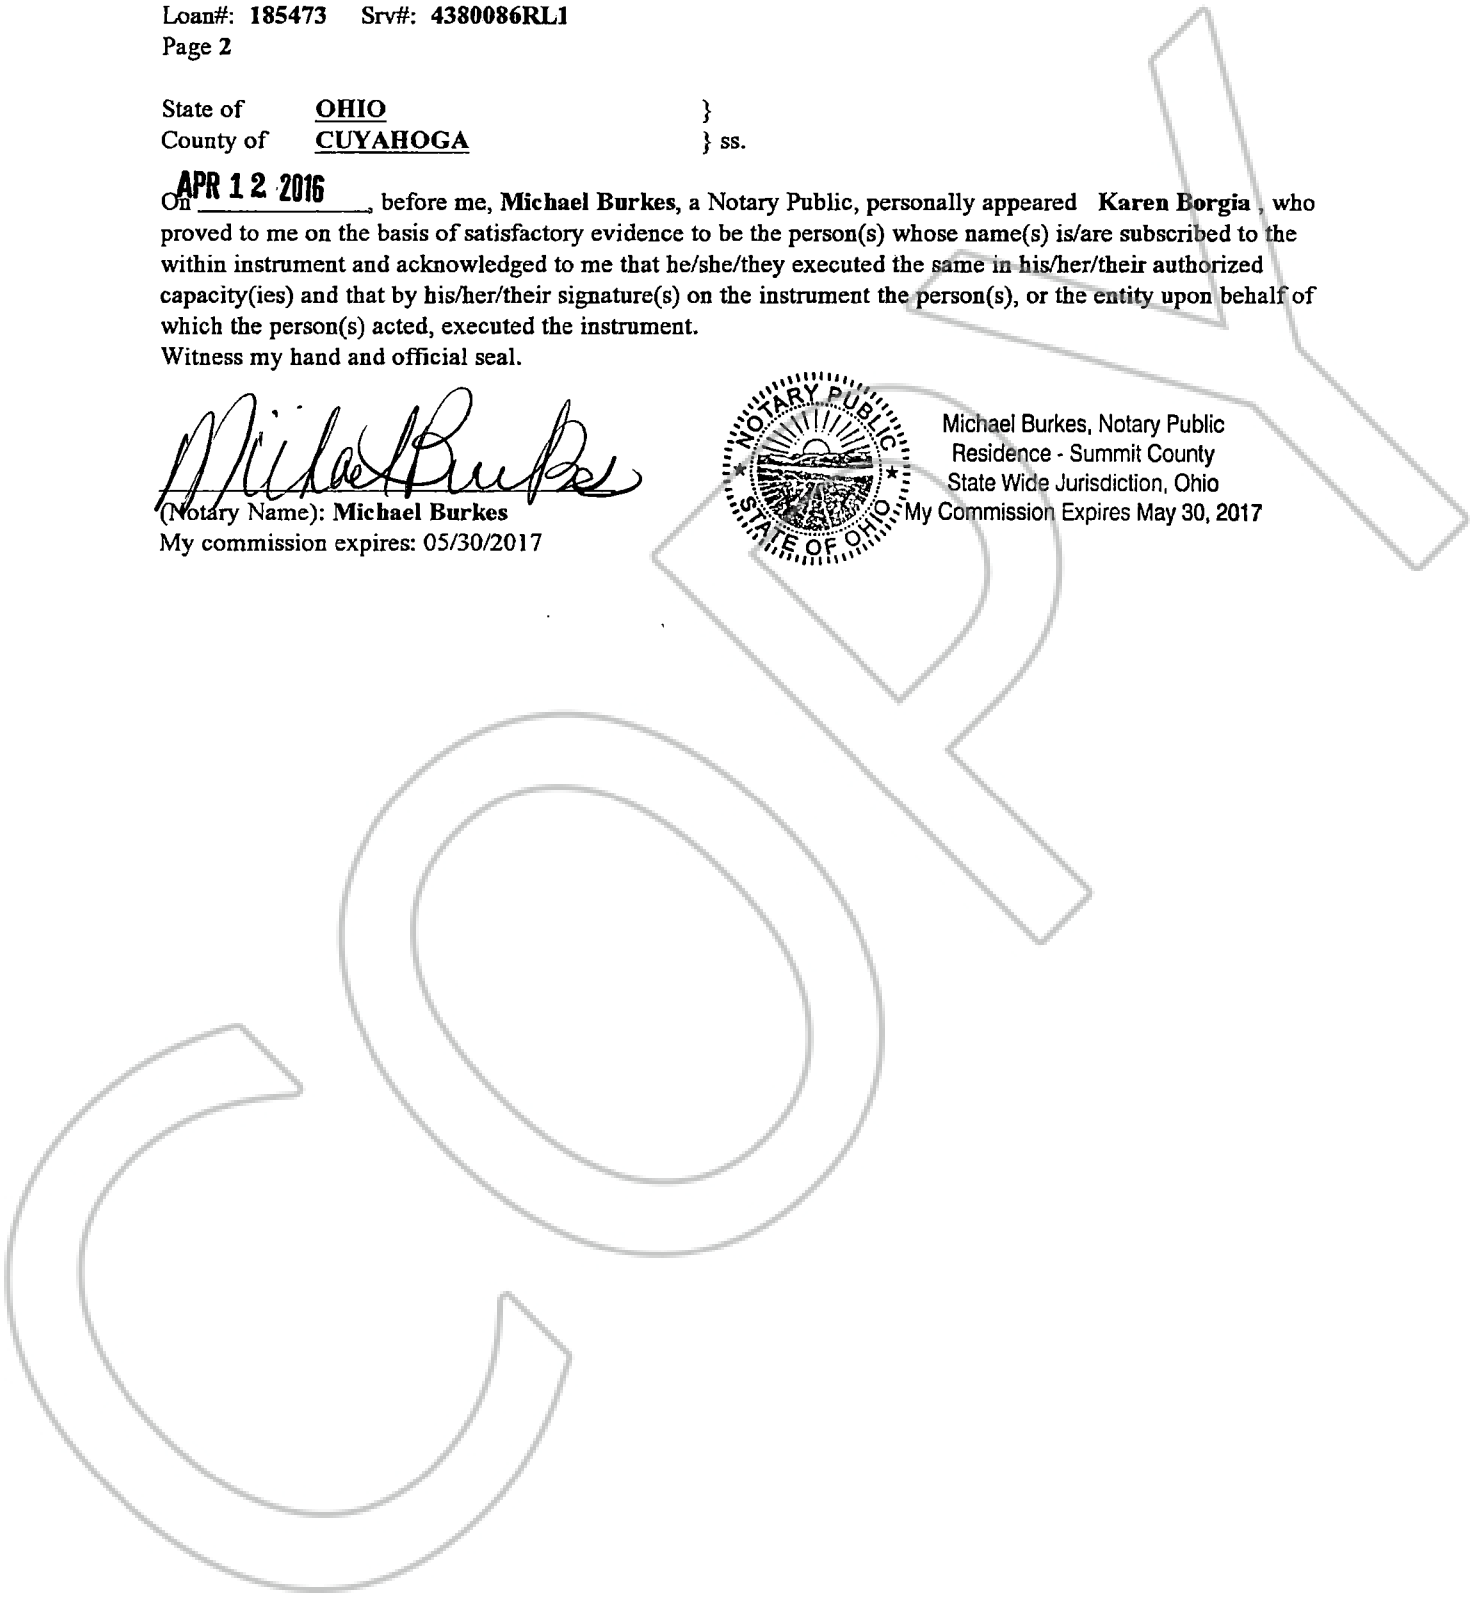 Loan#: 185473 Srv#: 4380086RL1
Page 2
State of OHIO }
County of CUYAHOGA } ss.
On APR 12 2016, before me, Michael Burkes, a Notary Public, personally appeared Karen Borgia , who
proved to me on the basis of satisfactory evidence to be the person(s) whose name(s) is/are subscribed to the
within instrument and acknowledged to me that he/she/they executed the same in his/her/their authorized
capacity(ies) and that by his/her/their signature(s) on the instrument the person(s), or the entity upon behalf of
which the person(s) acted, executed the instrument.
Witness my hand and official seal.
Michael Burkes
(Notary Name): Michael Burkes
My commission expires: 05/30/2017
NOTARY PUBLIC
STATE OF OHIO
Michael Burkes, Notary Public
Residence - Summit County
State Wide Jurisdiction, Ohio
My Commission Expires May 30, 2017
COPY